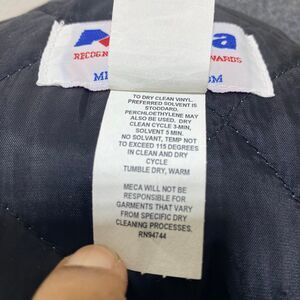 RECOGN
WARDS
OM
TO DRY CLEAN VINYL.
PREFERRED SOLVENT IS
STODDARD.
PERCHLOETHYLENE MAY
ALSO BE USED. DRY
CLEAN CYCLE 3-MIN,
SOLVENT 5 MIN.
NO SOLVENT, TEMP NOT
TO EXCEED 115 DEGREES
IN CLEAN AND DRY
CYCLE
TUMBLE DRY, WARM
MECA WILL NOT BE
RESPONSIBLE FOR
GARMENTS THAT VARY
FROM SPECIFIC DRY
CLEANING PROCESSES.
RN94744